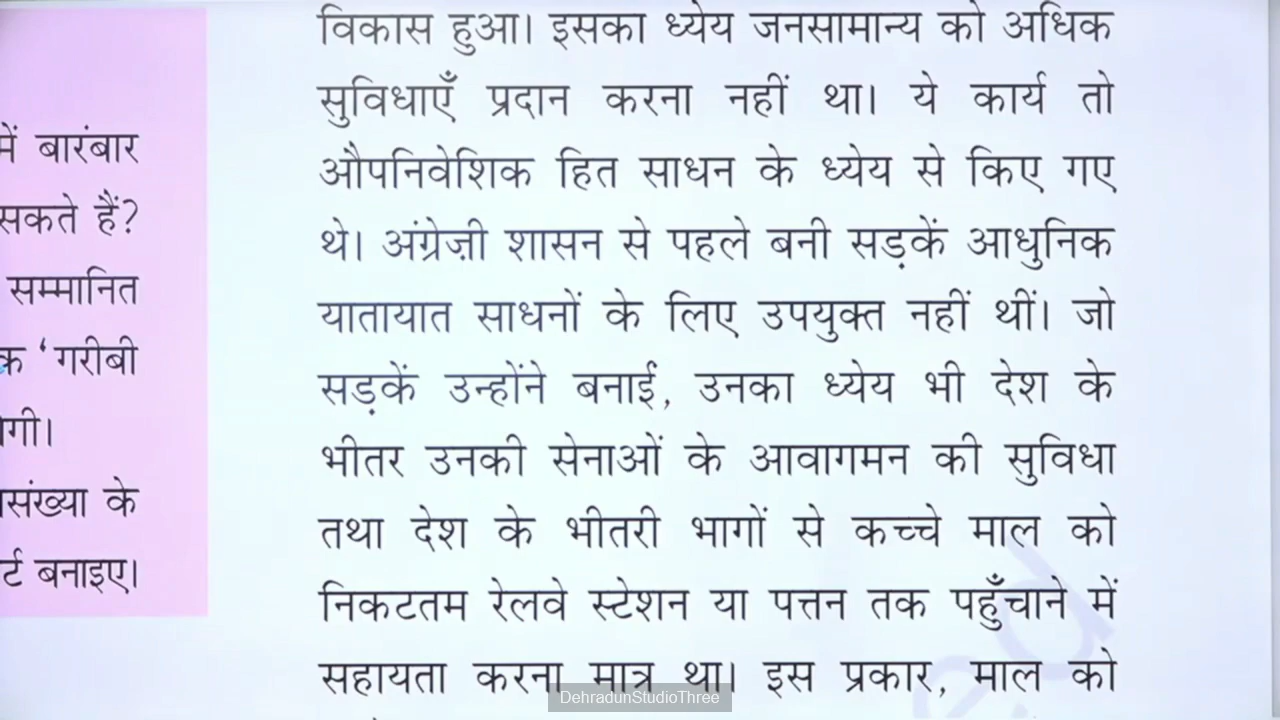 में बारंबार
सकते हैं?
सम्मानित
'गरीबी
संख्या के
बनाइए।
विकास हुआ। इसका ध्येय जनसामान्य को अधिक
सुविधाएँ प्रदान करना नहीं था। ये कार्य तो
औपनिवेशिक हित साधन के ध्येय से किए गए
थे। अंग्रेज़ी शासन से पहले बनी सड़कें आधुनिक
यातायात साधनों के लिए उपयुक्त नहीं थीं। जो
सड़कें उन्होंने बनाईं, उनका ध्येय भी देश के
भीतर उनकी सेनाओं के आवागमन की सुविधा
तथा देश के भीतरी भागों से कच्चे माल को
निकटतम रेलवे स्टेशन या पत्तन तक पहुँचाने में
सहायता करना मात्र था। इस प्रकार, माल को
DehradunStudioThree